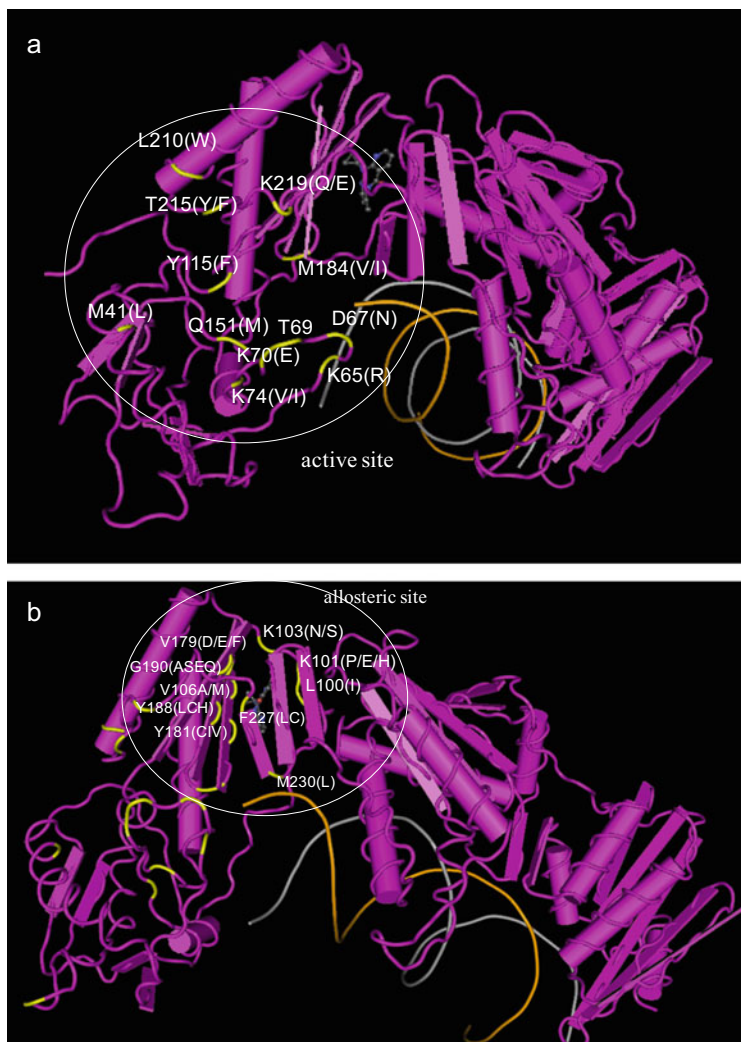 a
L210(W)
K219(Q/E)
T215(Y/F)
Y115(F)
M184(V/I)
M41(L)
Q151(M) T69 D67(N)
K70(E)
K65(R)
K74(V/I)
active site
b
allosteric site
K103(N/S)
V179(D/E/F)
K101(P/E/H)
G190(ASEQ)
L100(I)
V106A/M)
Y188(LCH)
F227(LC)
Y181(CIV)
M230(L)